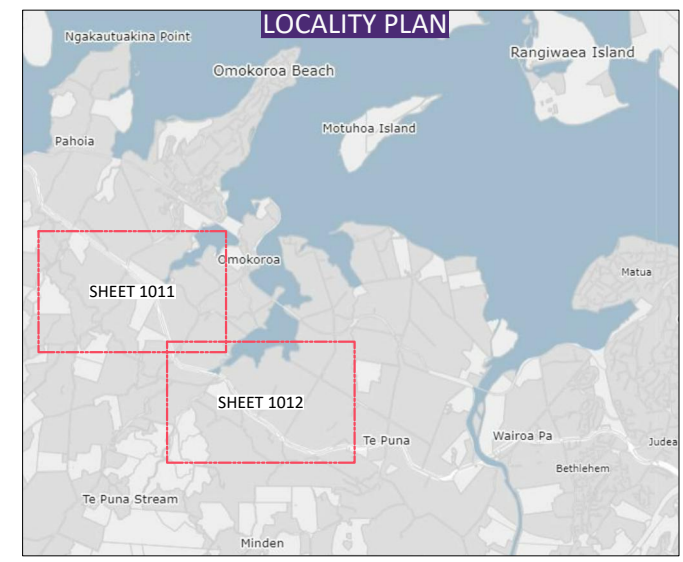 LOCALITY PLAN
Ngakautuakina Point
Rangiwaea Island
Omokoroa Beach
Motuhoa Island
Pahoia
Omokoroa
Matua
SHEET 1011
SHEET 1012
Te Puna
Wairoa Pa
Judea
Bethlehem
Te Puna Stream
Minden